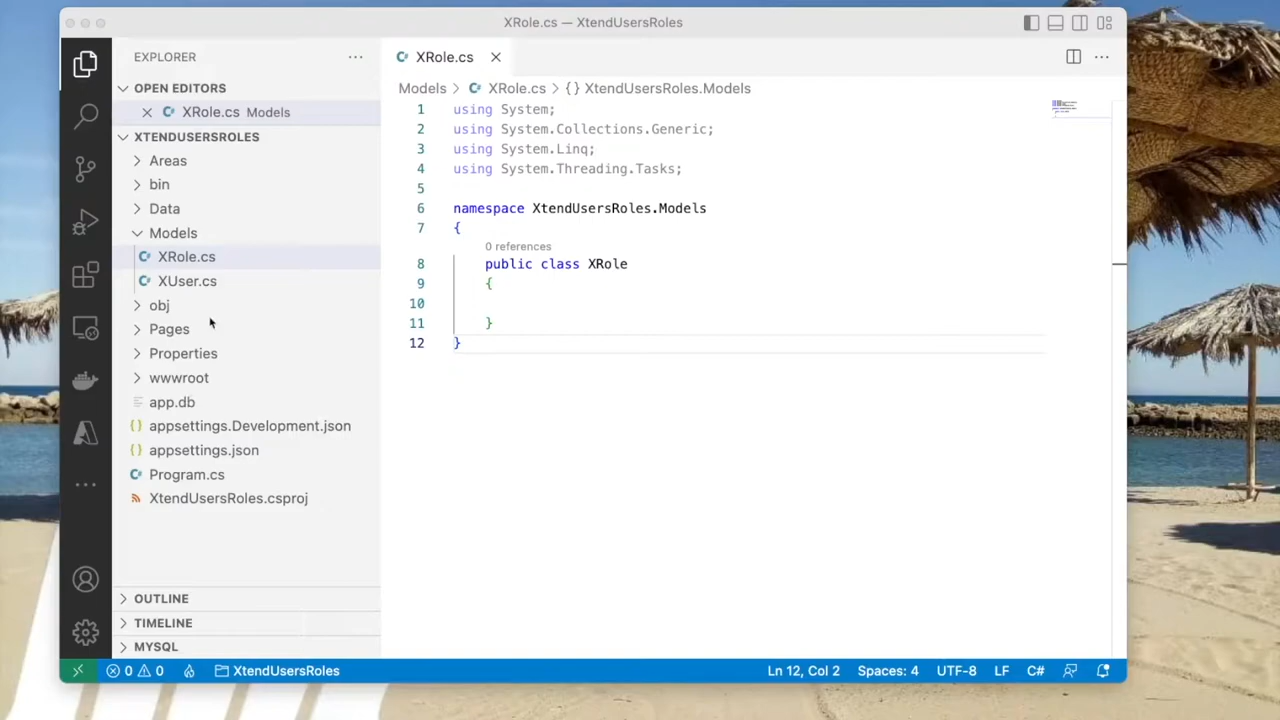 XRole.cs — XtendUsersRoles
EXPLORER
OPEN EDITORS
XRole.cs Models
XTENDUSERSROLES
Areas
bin
Data
Models
XRole.cs
XUser.cs
obj
Pages
Properties
wwwroot
app.db
appsettings.Development.json
appsettings.json
Program.cs
XtendUsersRoles.csproj
OUTLINE
TIMELINE
MYSQL
XRole.cs
Models > XRole.cs > {} XtendUsersRoles.Models
1 using System;
2 using System.Collections.Generic;
3 using System.Linq;
4 using System.Threading.Tasks;
5
6 namespace XtendUsersRoles.Models
7 {
0 references
8 public class XRole
9 {
10
11 }
12 }
0 0 XtendUsersRoles Ln 12, Col 2 Spaces: 4 UTF-8 LF C#